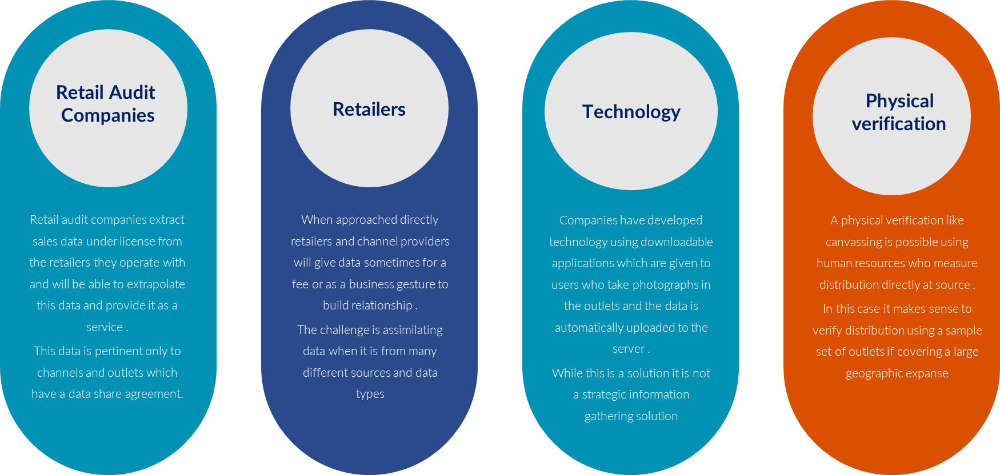 Retail Audit
Companies
Retail audit companies extract
sales data under license from
the retailers they operate with
and will be able to extrapolate
this data and provide it as a
service .
This data is pertinent only to
channels and outlets which
have a data share agreement.
Retailers
When approached directly
retailers and channel providers
will give data sometimes for a
fee or as a business gesture to
build relationship .
The challenge is assimilating
data when it is from many
different sources and data
types
Technology
Companies have developed
technology using downloadable
applications which are given to
users who take photographs in
the outlets and the data is
automatically uploaded to the
server .
While this is a solution it is not
a strategic information
gathering solution
Physical
verification
A physical verification like
canvassing is possible using
human resources who measure
distribution directly at source .
In this case it makes sense to
verify distribution using a sample
set of outlets if covering a large
geographic expanse